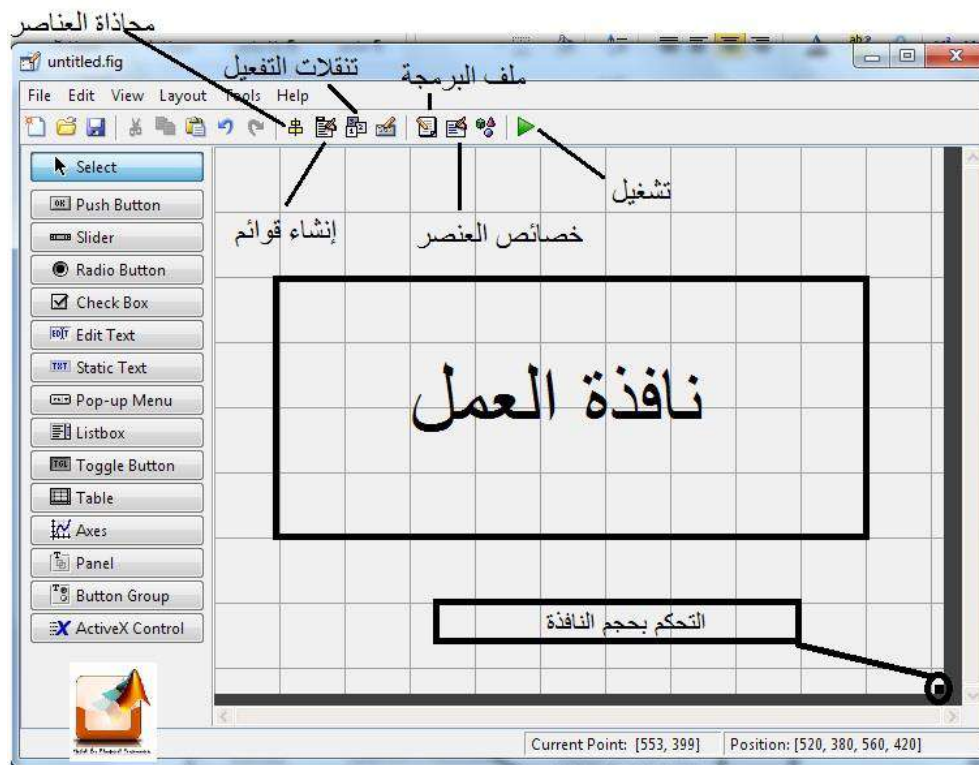 محاذاة العناصر
untitled.fig
تنقلات التفعيل
ملف البرمجة
File Edit View Layout Tools Help
Select
Push Button
Slider
Radio Button
Check Box
Edit Text
Static Text
Pop-up Menu
Listbox
Toggle Button
Table
Axes
Panel
Button Group
ActiveX Control
إنشاء قوائم
خصائص العنصر
تشغيل
نافذة العمل
التحكم بحجم النافذة
Current Point: [553, 399] Position: [520, 380, 560, 420]